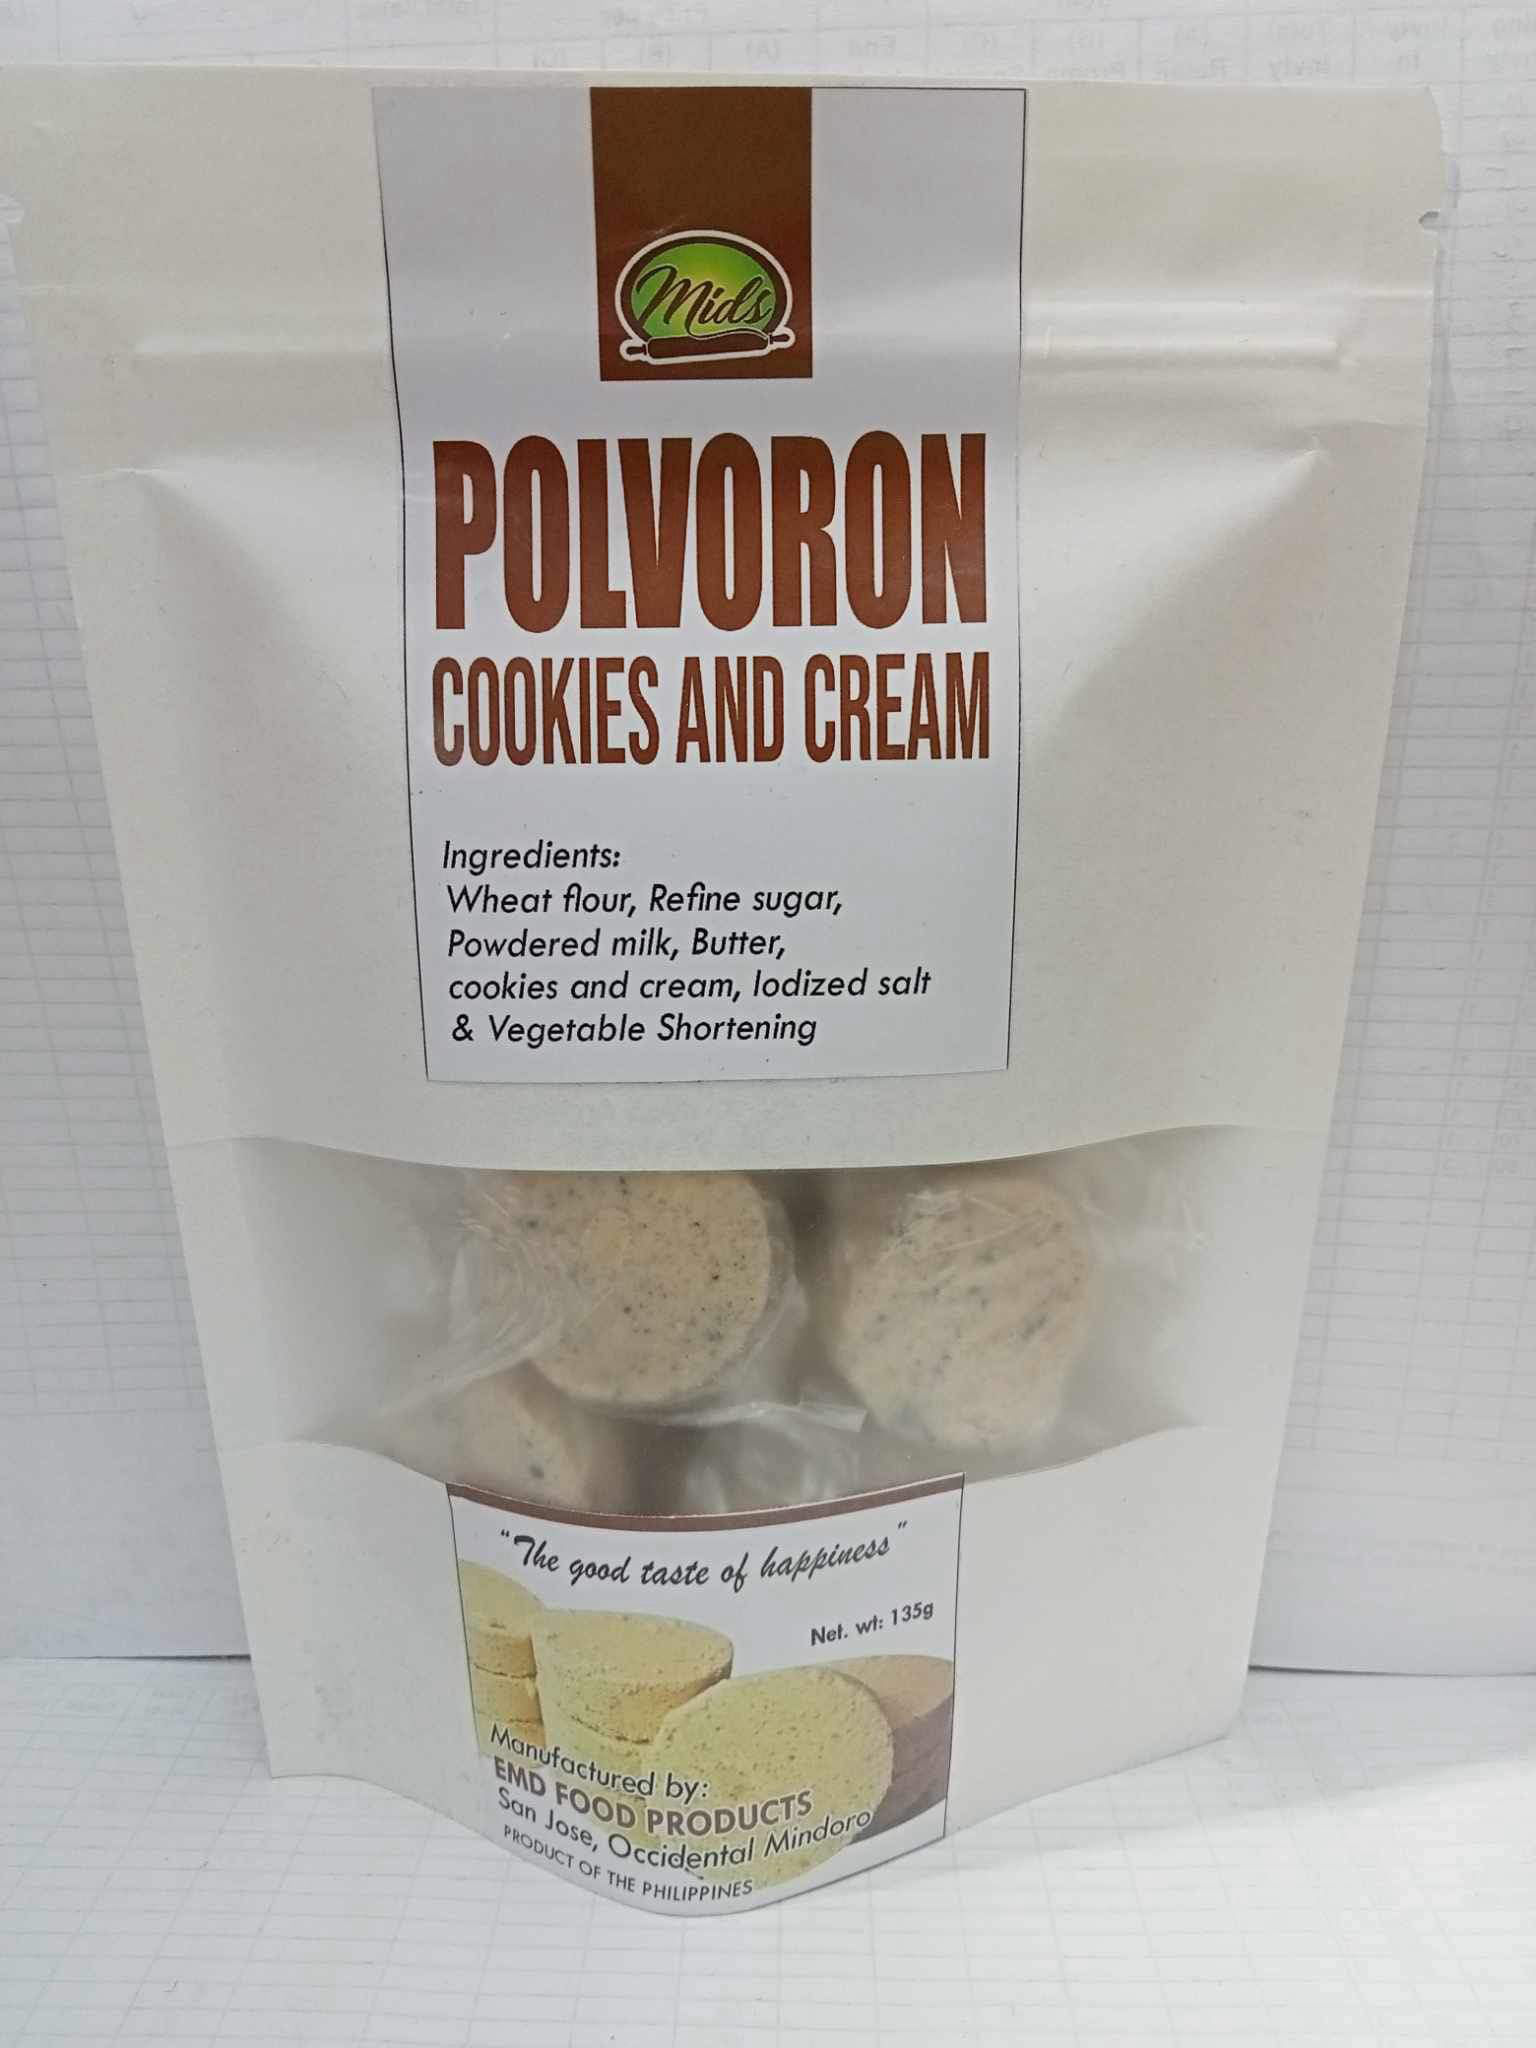 Mids
POLVORON
COOKIES AND CREAM
Ingredients:
Wheat flour, Refine sugar,
Powdered milk, Butter,
cookies and cream, Iodized salt
& Vegetable Shortening
"The good taste of happiness"
Net. wt: 135g
Manufactured by:
EMD FOOD PRODUCTS
San Jose, Occidental Mindoro
PRODUCT OF THE PHILIPPINES